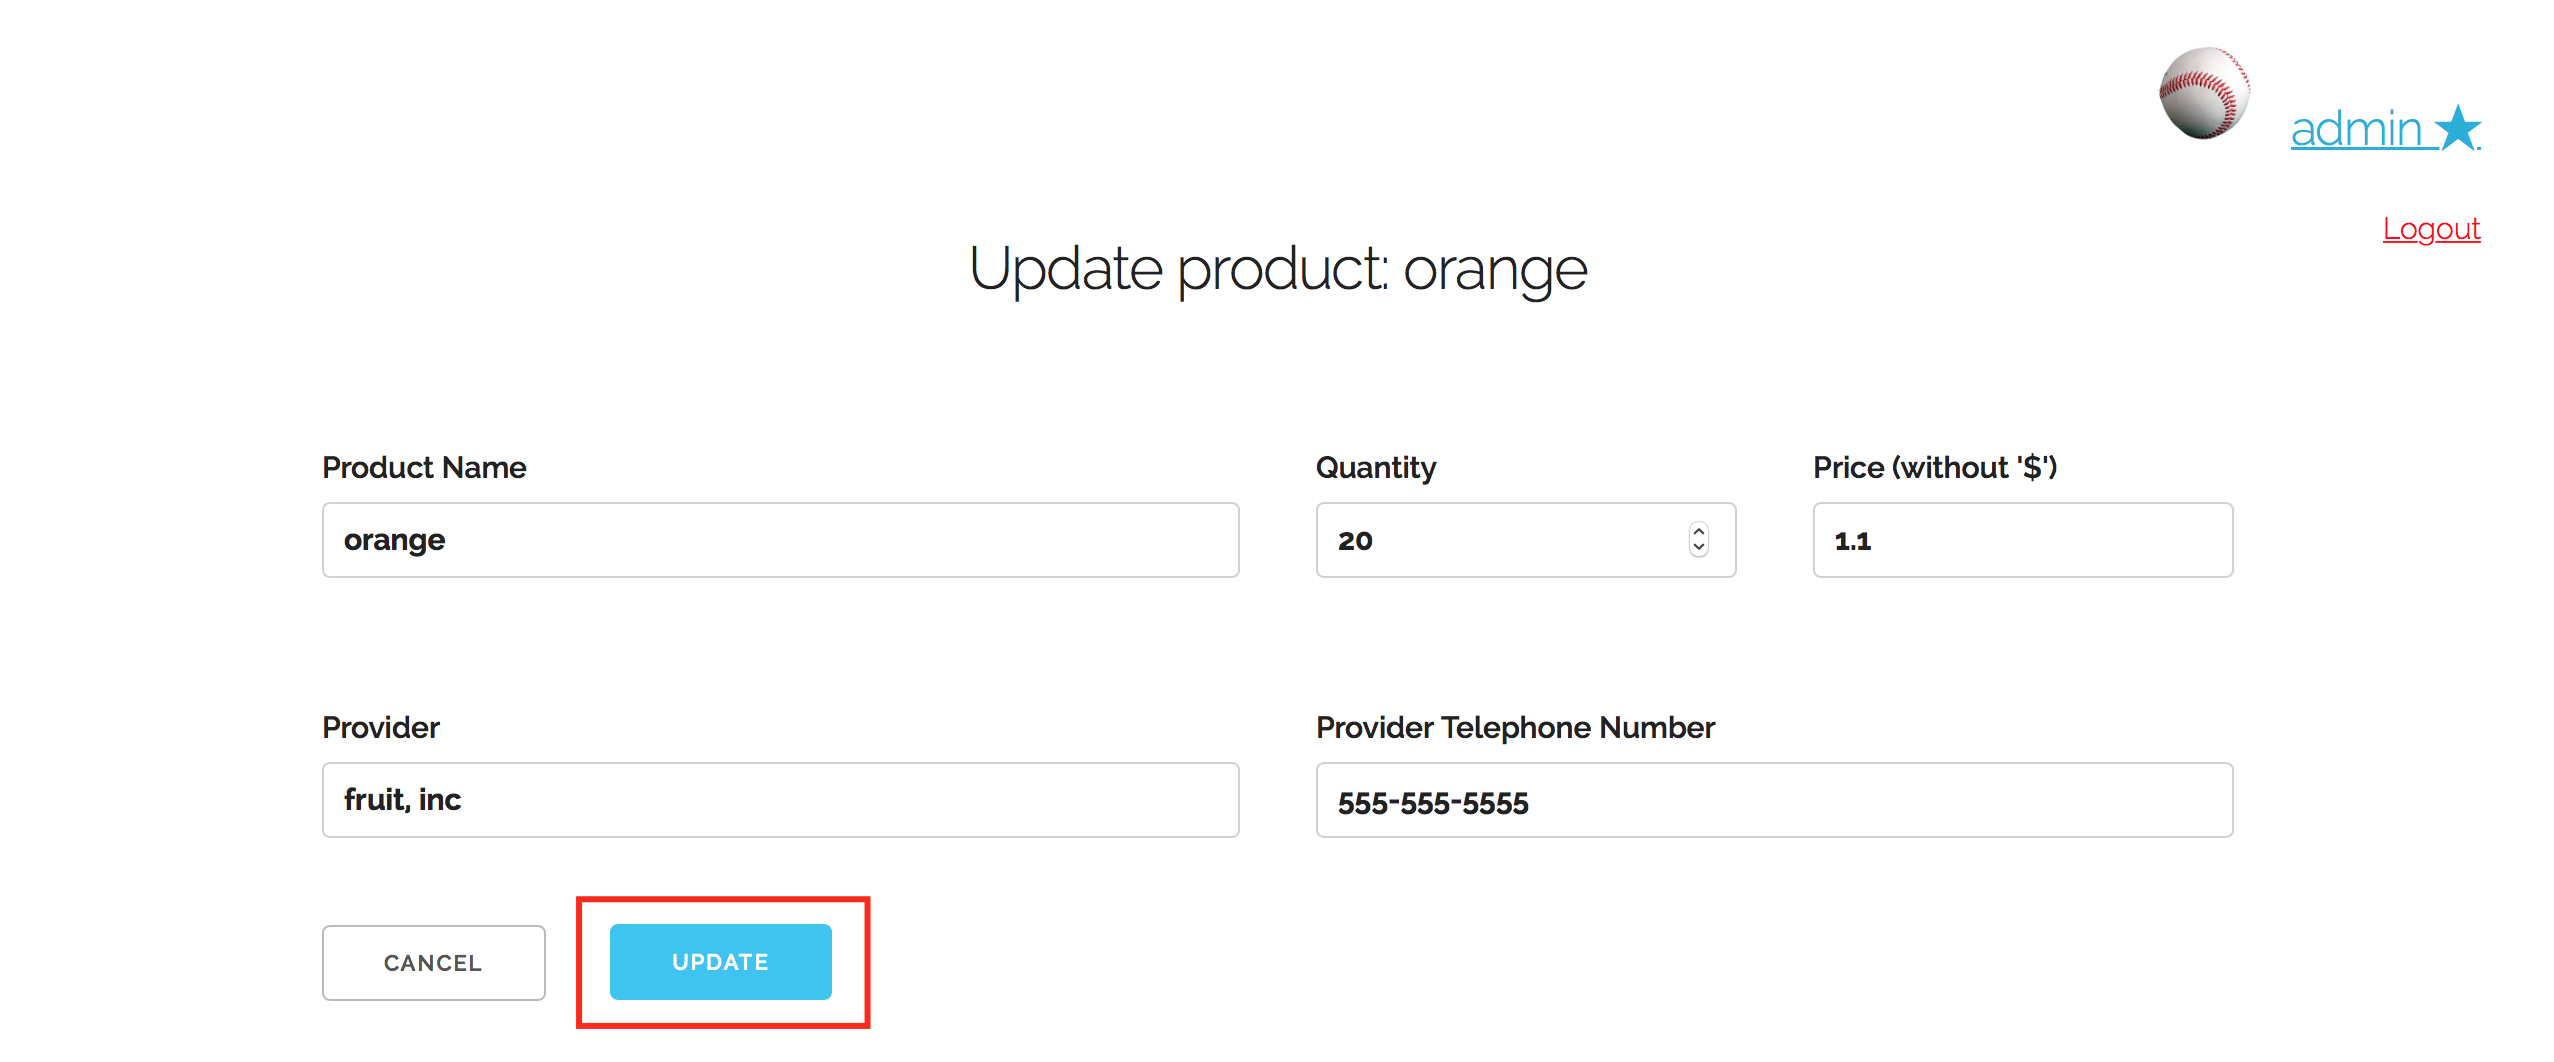 admin ★
Logout
Update product: orange
Product Name
Quantity
Price (without '$')
orange
20
1.1
Provider
Provider Telephone Number
fruit, inc
555-555-5555
CANCEL
UPDATE